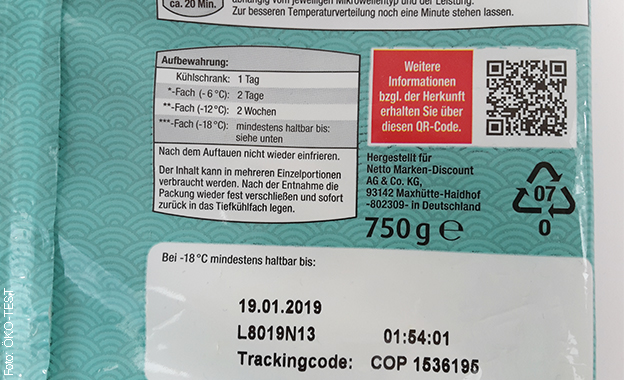 ca. 20 Min.
abhängig vom jeweiligen Mikrowellentyp und der Leistung.
Zur besseren Temperaturverteilung noch eine Minute stehen lassen.
Aufbewahrung:
Kühlschrank: 1 Tag
*-Fach (- 6 °C): 2 Tage
**-Fach (-12°C): 2 Wochen
***-Fach (-18°C): mindestens haltbar bis:
siehe unten
Nach dem Auftauen nicht wieder einfrieren.
Der Inhalt kann in mehreren Einzelportionen
verbraucht werden. Nach der Entnahme die
Packung wieder fest verschließen und sofort
zurück in das Tiefkühlfach legen.
Weitere
Informationen
bzgl. der Herkunft
erhalten Sie über
diesen QR-Code.
Hergestellt für
Netto Marken-Discount
AG & Co. KG,
93142 Maxhütte-Haidhof
-802309- in Deutschland
750 g e
07
O
Bei -18°C mindestens haltbar bis:
19.01.2019
L8019N13 01:54:01
Trackingcode: COP 1536195
Foto: ÖKO-TEST